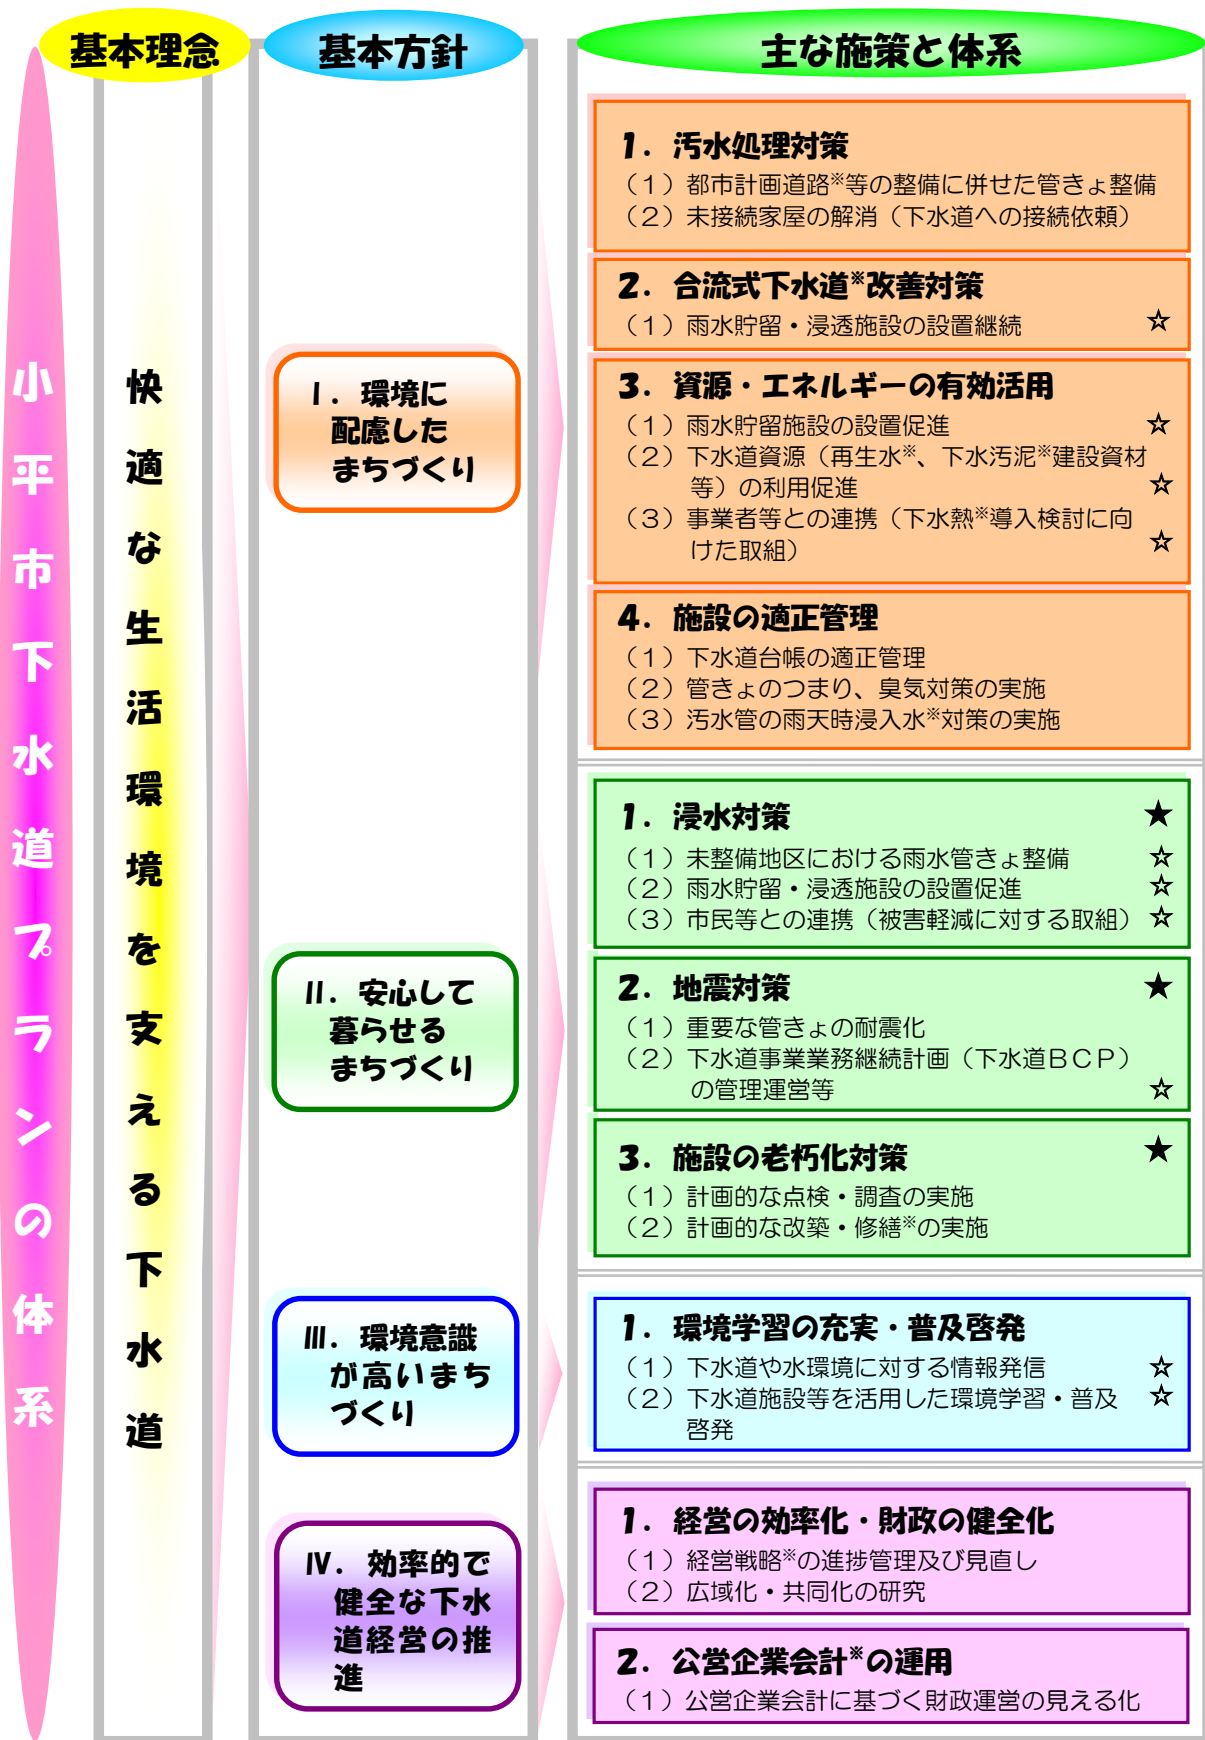 基本理念
基本方針
主な施策と体系
小平市下水道プランの体系
快適な生活環境を支える下水道
Ⅰ．環境に
配慮した
まちづくり
1．汚水処理対策
（１）都市計画道路※等の整備に併せた管きょ整備
（２）未接続家屋の解消（下水道への接続依頼）
2．合流式下水道※改善対策
（１）雨水貯留・浸透施設の設置継続 ☆
3．資源・エネルギーの有効活用
（１）雨水貯留施設の設置促進 ☆
（２）下水道資源（再生水※、下水汚泥※建設資材
等）の利用促進 ☆
（３）事業者等との連携（下水熱※導入検討に向
けた取組） ☆
4．施設の適正管理
（１）下水道台帳の適正管理
（２）管きょのつまり、臭気対策の実施
（３）汚水管の雨天時浸入水※対策の実施
Ⅱ．安心して
暮らせる
まちづくり
1．浸水対策 ★
（１）未整備地区における雨水管きょ整備 ☆
（２）雨水貯留・浸透施設の設置促進 ☆
（３）市民等との連携（被害軽減に対する取組） ☆
2．地震対策 ★
（１）重要な管きょの耐震化
（２）下水道事業業務継続計画（下水道ＢＣＰ）
の管理運営等 ☆
3．施設の老朽化対策 ★
（１）計画的な点検・調査の実施
（２）計画的な改築・修繕※の実施
Ⅲ．環境意識
が高いまち
づくり
1．環境学習の充実・普及啓発
（１）下水道や水環境に対する情報発信 ☆
（２）下水道施設等を活用した環境学習・普及 ☆
啓発
Ⅳ．効率的で
健全な下水
道経営の推
進
1．経営の効率化・財政の健全化
（１）経営戦略※の進捗管理及び見直し
（２）広域化・共同化の研究
2．公営企業会計※の運用
（１）公営企業会計に基づく財政運営の見える化